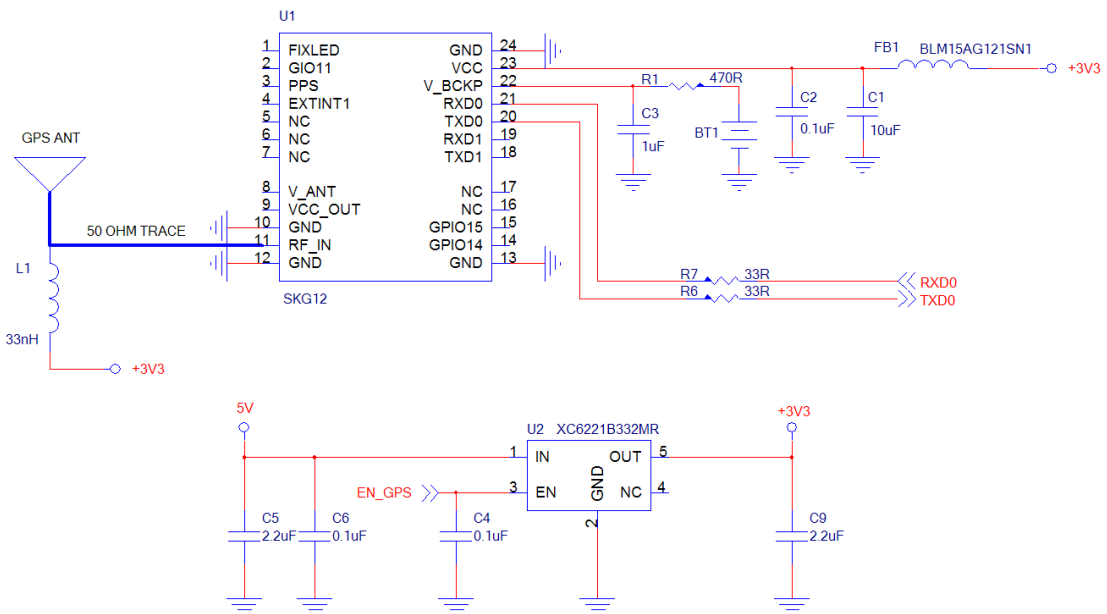 U1
1 FIXLED GND 24
2 GIO11 VCC 23
3 PPS V_BCKP 22
4 EXTINT1 RXD0 21
5 NC TXD0 20
6 NC RXD1 19
7 NC TXD1 18
8 V_ANT NC 17
9 VCC_OUT NC 16
10 GND GPIO15 15
11 RF_IN GPIO14 14
12 GND GND 13
SKG12
FB1 BLM15AG121SN1
+3V3
R1 470R
C3
1uF
BT1
C2
0.1uF
C1
10uF
GPS ANT
50 OHM TRACE
L1
33nH
+3V3
R7 33R RXD0
R6 33R TXD0
5V
U2 XC6221B332MR
+3V3
1 IN OUT 5
EN_GPS 3 EN NC 4
GND
2
C5
2.2uF
C6
0.1uF
C4
0.1uF
C9
2.2uF